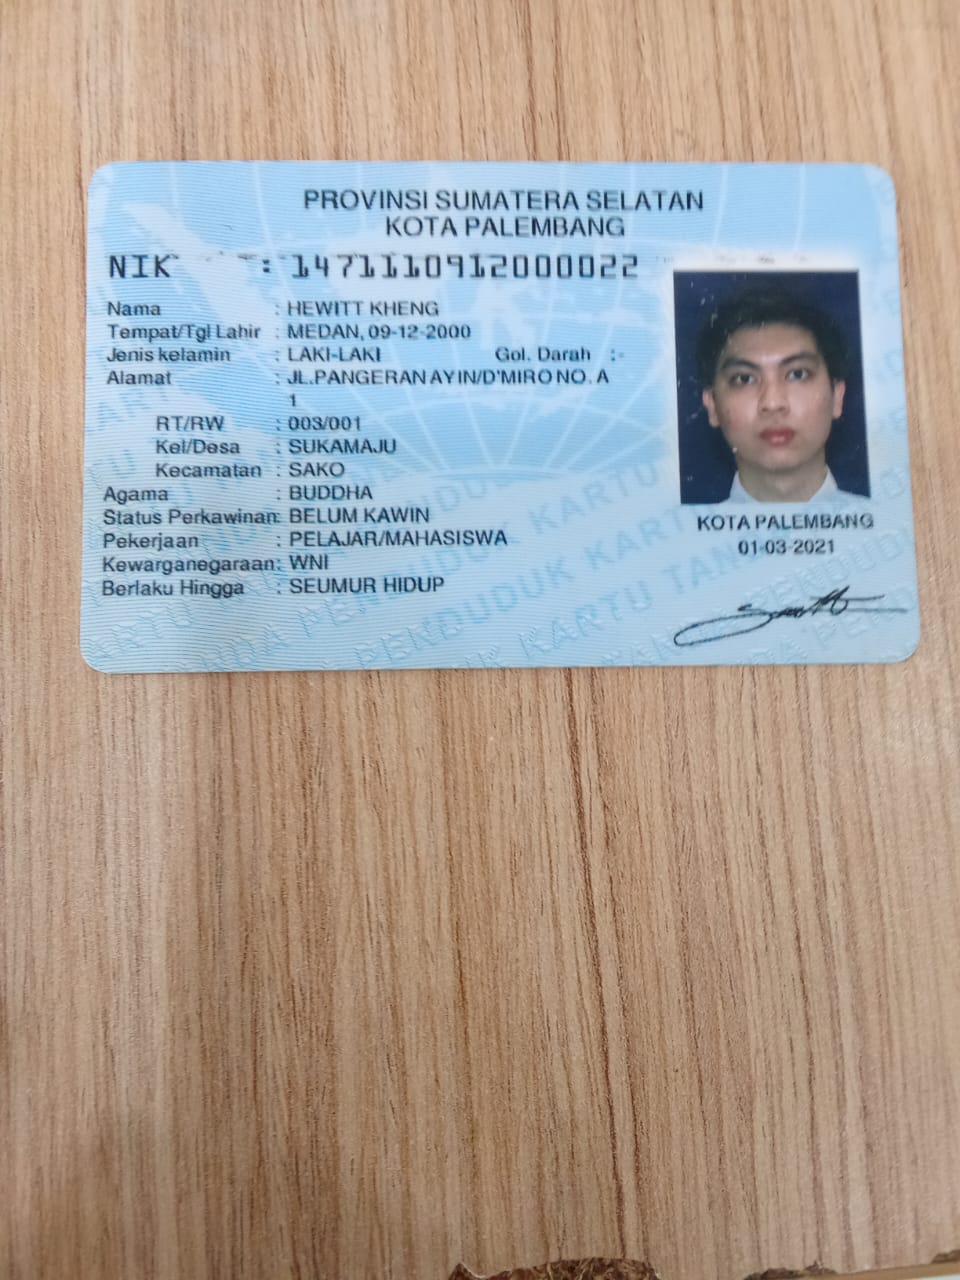 PROVINSI SUMATERA SELATAN
KOTA PALEMBANG
NIK : 1471110912000022
Nama : HEWITT KHENG
Tempat/Tgl Lahir : MEDAN, 09-12-2000
Jenis kelamin : LAKI-LAKI Gol. Darah : -
Alamat : JL.PANGERAN AYIN/D'MIRO NO. A
1
RT/RW : 003/001
Kel/Desa : SUKAMAJU
Kecamatan : SAKO
Agama : BUDDHA
Status Perkawinan: BELUM KAWIN
Pekerjaan : PELAJAR/MAHASISWA
Kewarganegaraan: WNI
Berlaku Hingga : SEUMUR HIDUP
KOTA PALEMBANG
01-03-2021